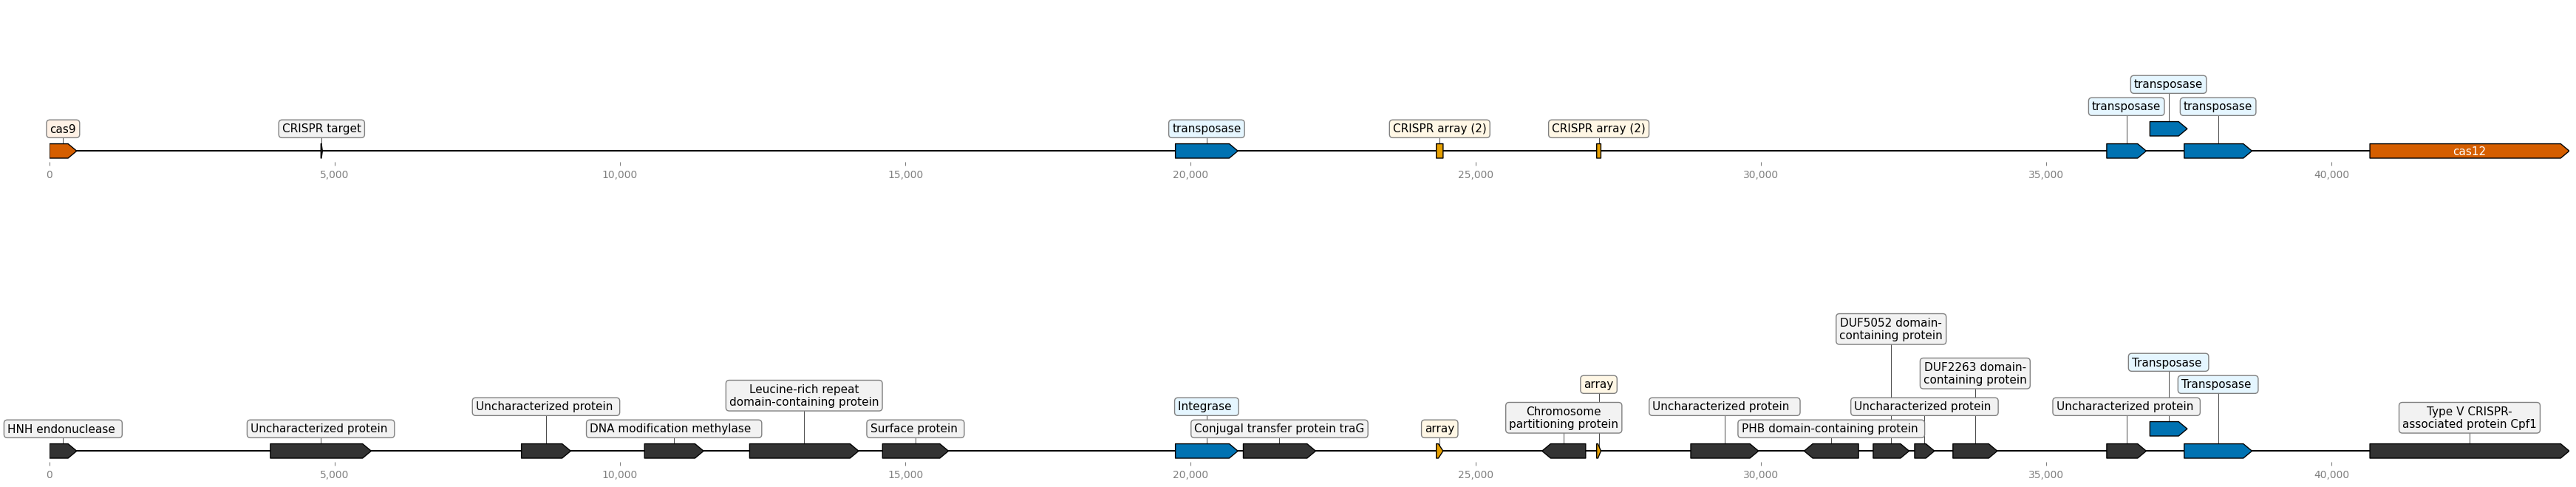 transposase
transposase
transposase
cas9
CRISPR target
transposase
CRISPR array (2)
CRISPR array (2)
cas12
0
5,000
10,000
15,000
20,000
25,000
30,000
35,000
40,000
DUF5052 domain-
containing protein
Transposase
DUF2263 domain-
containing protein
Leucine-rich repeat
domain-containing protein
array
Transposase
Uncharacterized protein
Integrase
Chromosome
partitioning protein
Uncharacterized protein
Uncharacterized protein
Uncharacterized protein
Type V CRISPR-
associated protein Cpf1
HNH endonuclease
Uncharacterized protein
DNA modification methylase
Surface protein
Conjugal transfer protein traG
array
PHB domain-containing protein
0
5,000
10,000
15,000
20,000
25,000
30,000
35,000
40,000